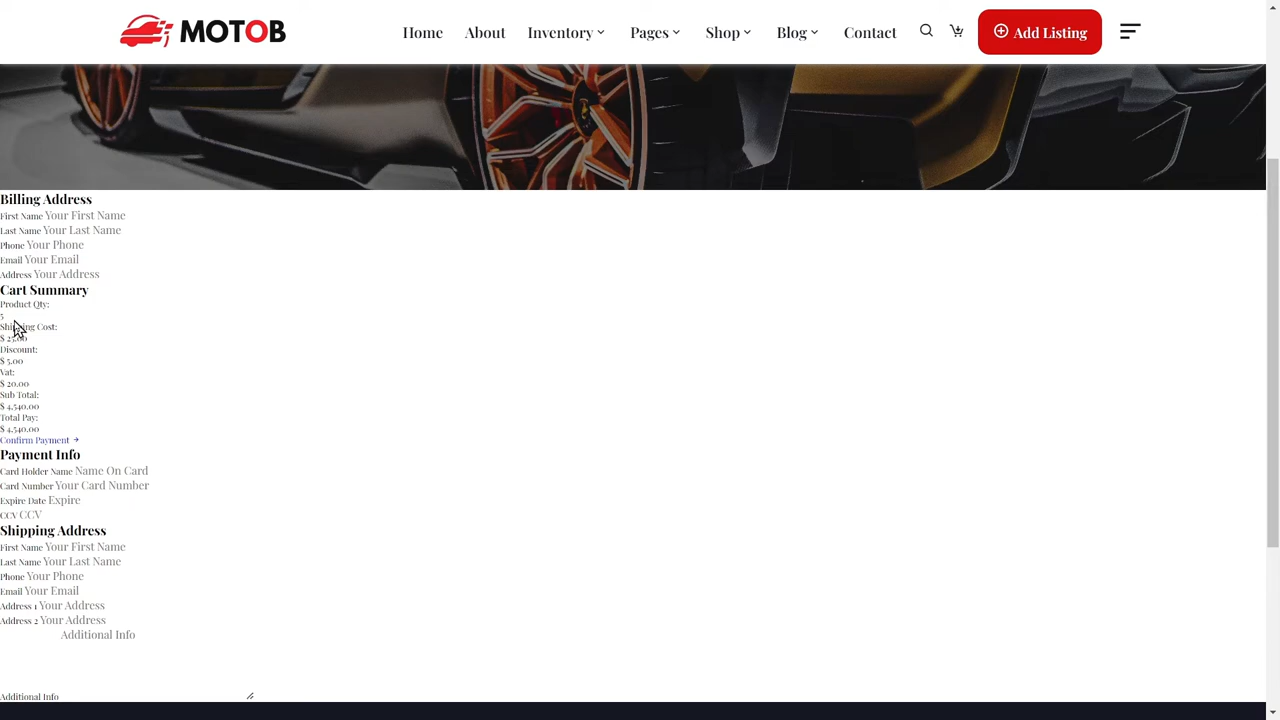 MOTOB
Home About Inventory Pages Shop Blog Contact Add Listing
Billing Address
First Name Your First Name
Last Name Your Last Name
Phone Your Phone
Email Your Email
Address Your Address
Cart Summary
Product Qty:
5
Shipping Cost:
$ 25.00
Discount:
$ 5.00
Vat:
$ 20.00
Sub Total:
$ 4,540.00
Total Pay:
$ 4,540.00
Confirm Payment
Payment Info
Card Holder Name Name On Card
Card Number Your Card Number
Expire Date Expire
CCV CCV
Shipping Address
First Name Your First Name
Last Name Your Last Name
Phone Your Phone
Email Your Email
Address 1 Your Address
Address 2 Your Address
Additional Info
Additional Info